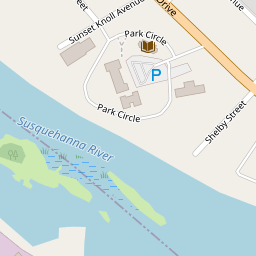 Drive
Sunset Knoll Avenue
Park Circle
P
Park Circle
Shelby Street
Susquehanna River